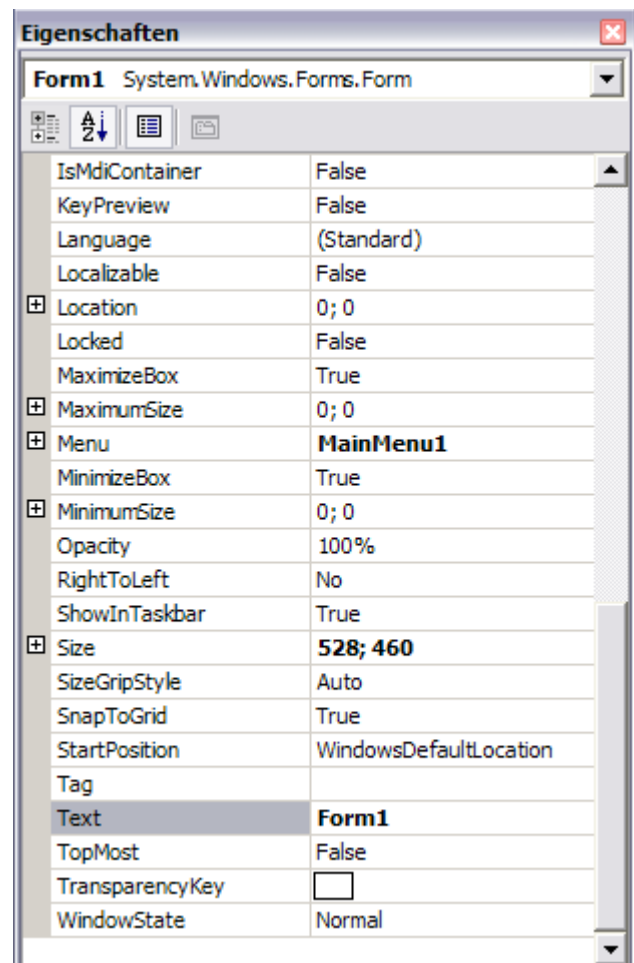 Eigenschaften
Form1 System.Windows.Forms.Form
IsMdiContainer False
KeyPreview False
Language (Standard)
Localizable False
Location 0; 0
Locked False
MaximizeBox True
MaximumSize 0; 0
Menu MainMenu1
MinimizeBox True
MinimumSize 0; 0
Opacity 100%
RightToLeft No
ShowInTaskbar True
Size 528; 460
SizeGripStyle Auto
SnapToGrid True
StartPosition WindowsDefaultLocation
Tag
Text Form1
TopMost False
TransparencyKey
WindowState Normal